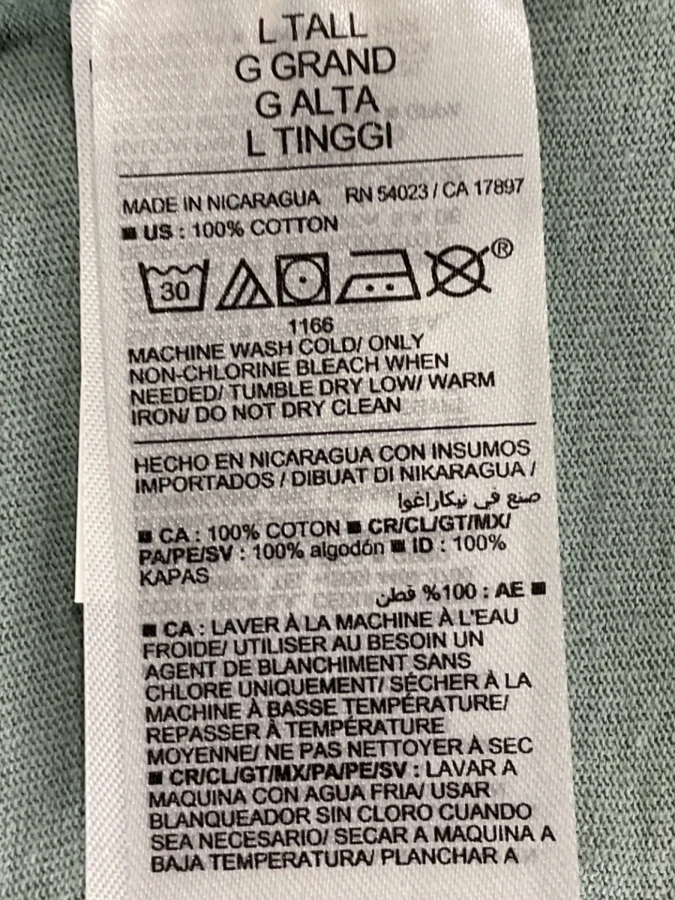 L TALL
G GRAND
G ALTA
L TINGGI
MADE IN NICARAGUA RN 54023 / CA 17897
■ US : 100% COTTON
30 ®
1166
MACHINE WASH COLD/ ONLY
NON-CHLORINE BLEACH WHEN
NEEDED/ TUMBLE DRY LOW/ WARM
IRON/ DO NOT DRY CLEAN
HECHO EN NICARAGUA CON INSUMOS
IMPORTADOS / DIBUAT DI NIKARAGUA /
صنع في نيكاراغوا
■ CA : 100% COTON ■ CR/CL/GT/MX/
PA/PE/SV : 100% algodón ■ ID : 100%
KAPAS
■ AE : 100% قطن
■ CA : LAVER À LA MACHINE À L'EAU
FROIDE/ UTILISER AU BESOIN UN
AGENT DE BLANCHIMENT SANS
CHLORE UNIQUEMENT/ SÉCHER À LA
MACHINE À BASSE TEMPÉRATURE/
REPASSER À TEMPÉRATURE
MOYENNE/ NE PAS NETTOYER À SEC
■ CR/CL/GT/MX/PA/PE/SV : LAVAR A
MAQUINA CON AGUA FRIA/ USAR
BLANQUEADOR SIN CLORO CUANDO
SEA NECESARIO/ SECAR A MAQUINA A
BAJA TEMPERATURA/ PLANCHAR A